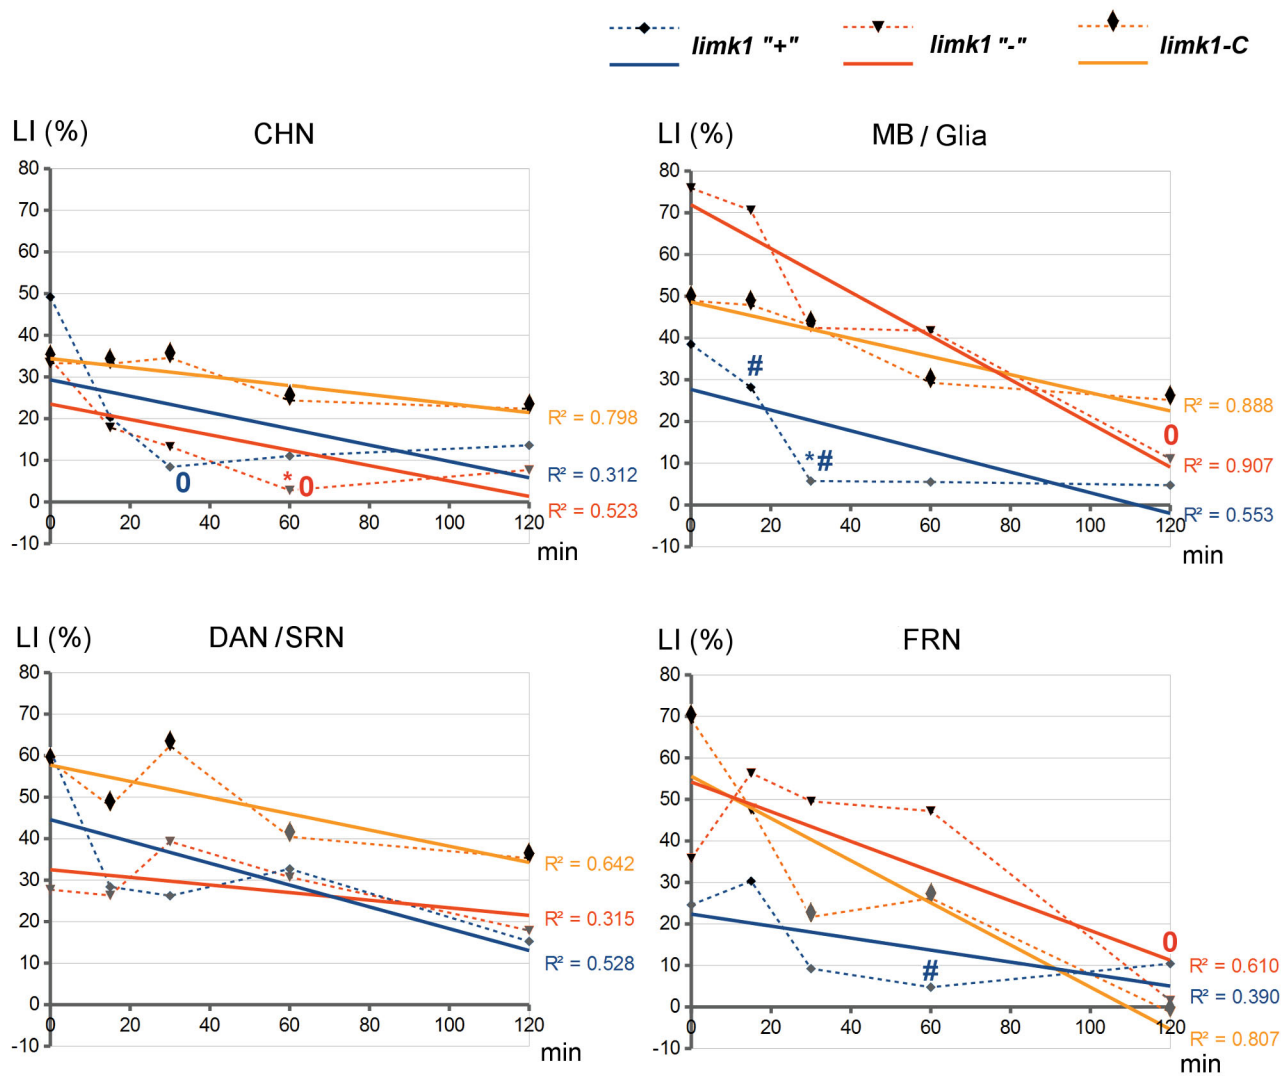 limk1 "+" limk1 "-" limk1-C
LI (%) CHN
80
70
60
50
40
30
20
10
0
-10
0 20 40 60 80 100 120
min
0
* 0
R² = 0.798
R² = 0.312
R² = 0.523
LI (%) MB / Glia
80
70
60
50
40
30
20
10
0
-10
0 20 40 60 80 100 120
min
#
*#
0
R² = 0.888
R² = 0.907
R² = 0.553
LI (%) DAN / SRN
80
70
60
50
40
30
20
10
0
-10
0 20 40 60 80 100 120
min
R² = 0.642
R² = 0.315
R² = 0.528
LI (%) FRN
80
70
60
50
40
30
20
10
0
-10
0 20 40 60 80 100 120
min
#
0
R² = 0.610
R² = 0.390
R² = 0.807